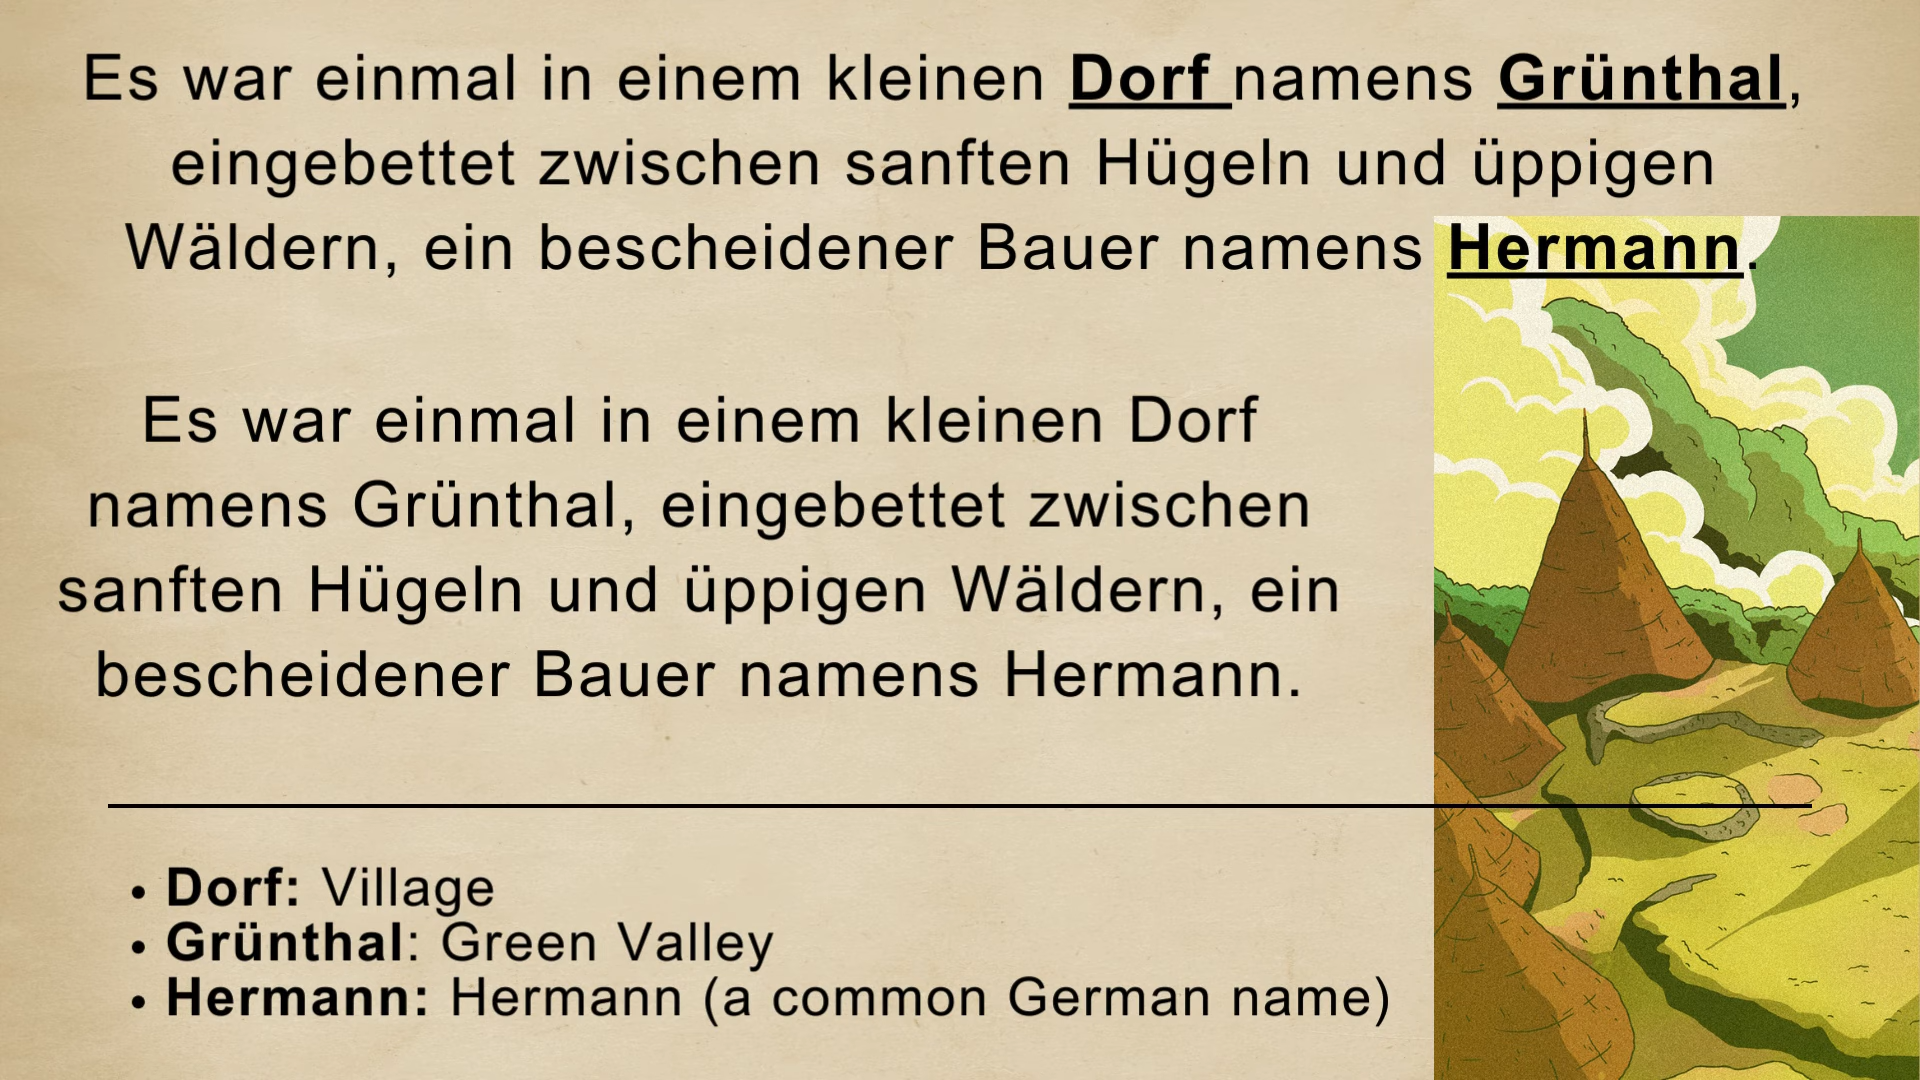 Es war einmal in einem kleinen Dorf namens Grünthal,
eingebettet zwischen sanften Hügeln und üppigen
Wäldern, ein bescheidener Bauer namens Hermann.
Es war einmal in einem kleinen Dorf
namens Grünthal, eingebettet zwischen
sanften Hügeln und üppigen Wäldern, ein
bescheidener Bauer namens Hermann.
• Dorf: Village
• Grünthal: Green Valley
• Hermann: Hermann (a common German name)